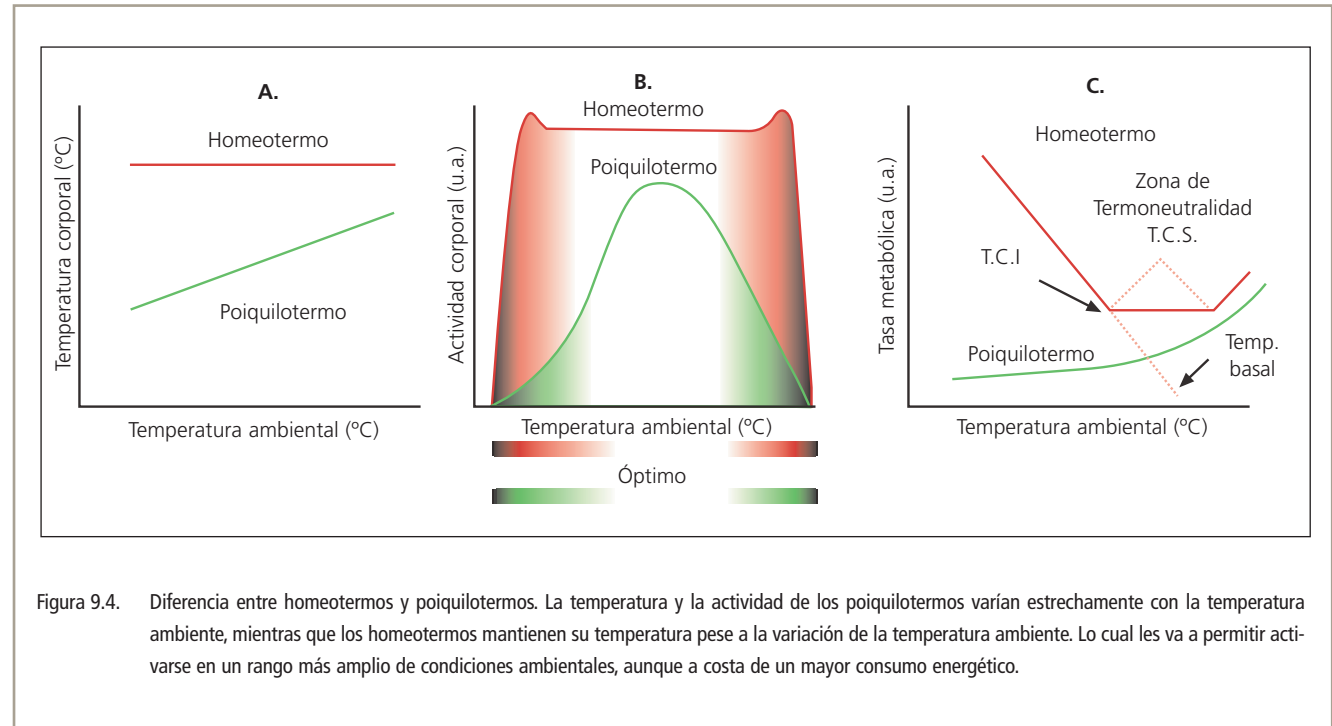 A.
Temperatura corporal (ºC)
Homeotermo
Poiquilotermo
Temperatura ambiental (ºC)
B.
Actividad corporal (u.a.)
Homeotermo
Poiquilotermo
Temperatura ambiental (ºC)
Óptimo
C.
Tasa metabólica (u.a.)
Homeotermo
Zona de
Termoneutralidad
T.C.S.
T.C.I
Poiquilotermo
Temp.
basal
Temperatura ambiental (ºC)
Figura 9.4. Diferencia entre homeotermos y poiquilotermos. La temperatura y la actividad de los poiquilotermos varían estrechamente con la temperatura
ambiente, mientras que los homeotermos mantienen su temperatura pese a la variación de la temperatura ambiente. Lo cual les va a permitir acti-
varse en un rango más amplio de condiciones ambientales, aunque a costa de un mayor consumo energético.